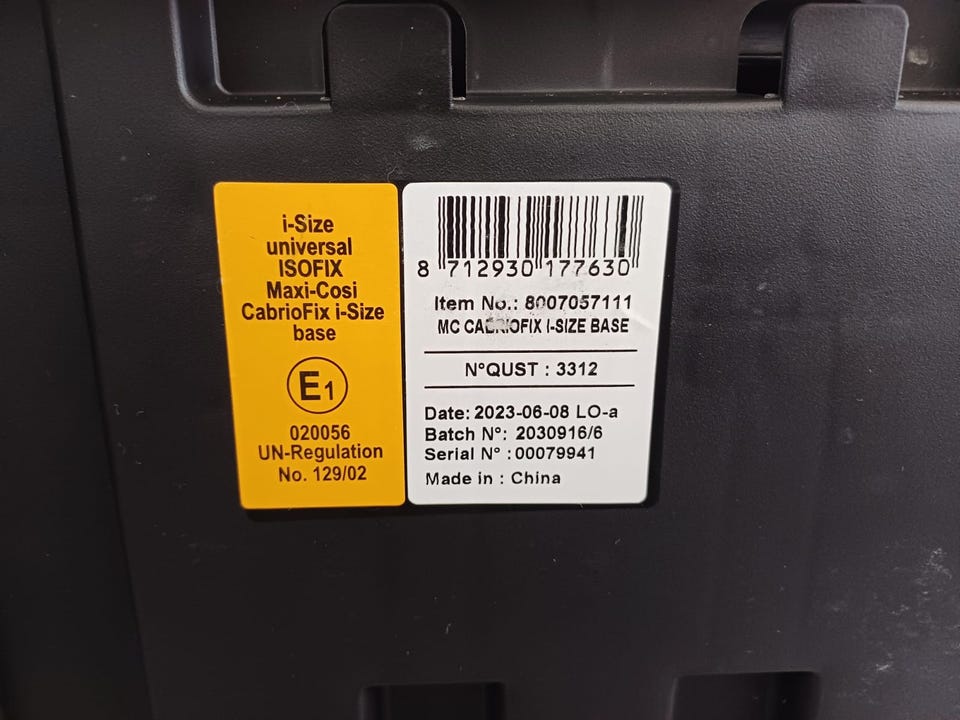 i-Size
universal
ISOFIX
Maxi-Cosi
CabrioFix i-Size
base
E1
020056
UN-Regulation
No. 129/02
8 712930 177630
Item No.: 8007057111
MC CABRIOFIX I-SIZE BASE
N°QUST : 3312
Date: 2023-06-08 LO-a
Batch N°: 2030916/6
Serial N° :00079941
Made in : China